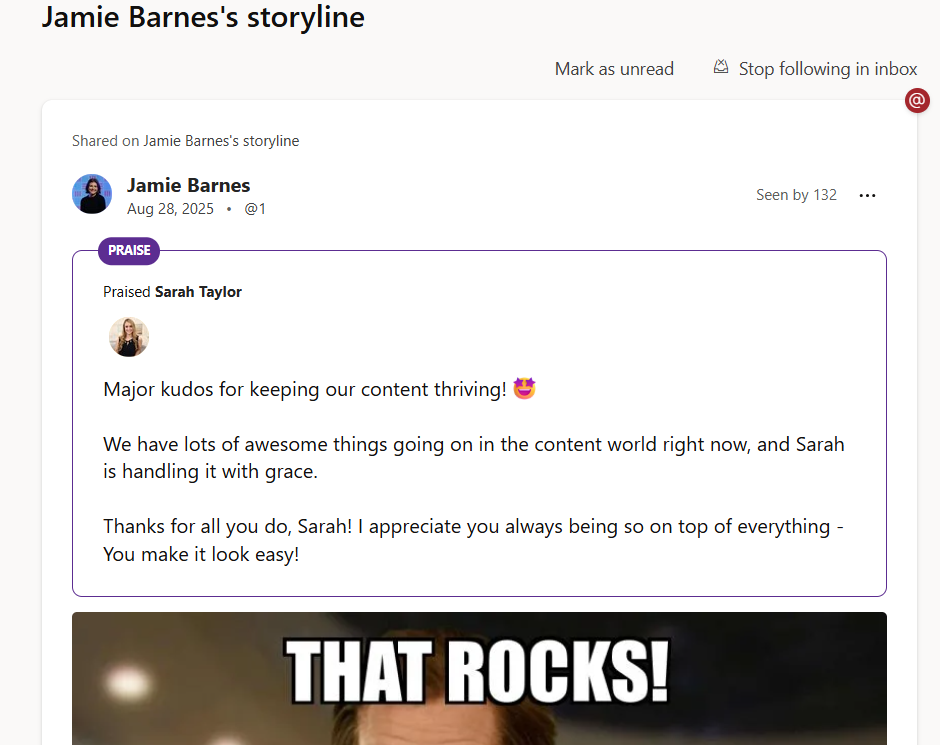 Jamie Barnes's storyline
Mark as unread
Stop following in inbox
@
Shared on Jamie Barnes's storyline
Jamie Barnes
Aug 28, 2025 • @1
Seen by 132
PRAISE
Praised Sarah Taylor
Major kudos for keeping our content thriving! 🤩
We have lots of awesome things going on in the content world right now, and Sarah
is handling it with grace.
Thanks for all you do, Sarah! I appreciate you always being so on top of everything -
You make it look easy!
THAT ROCKS!